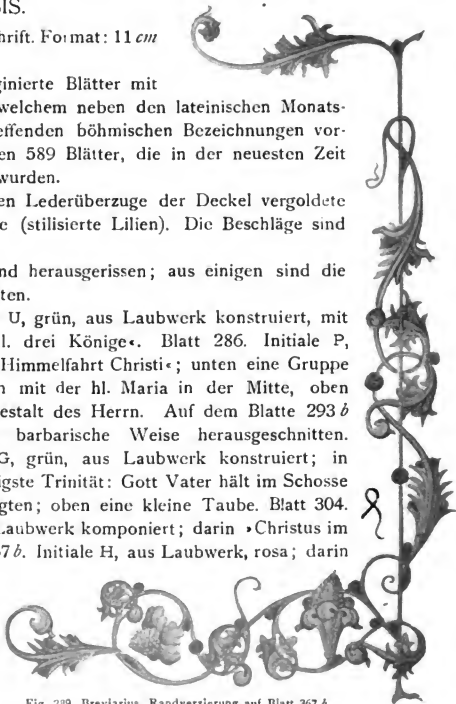 SIS.
hrift. Format: 11 cm
ginierte Blätter mit
welchem neben den lateinischen Monats-
effenden böhmischen Bezeichnungen vor-
en 589 Blätter, die in der neuesten Zeit
wurden.
en Lederüberzuge der Deckel vergoldete
e (stilisierte Lilien). Die Beschläge sind
nd herausgerissen; aus einigen sind die
ten.
U, grün, aus Laubwerk konstruiert, mit
l. drei Könige«. Blatt 286. Initiale P,
Himmelfahrt Christi«; unten eine Gruppe
n mit der hl. Maria in der Mitte, oben
estalt des Herrn. Auf dem Blatte 293 b
barbarische Weise herausgeschnitten.
G, grün, aus Laubwerk konstruiert; in
igste Trinität: Gott Vater hält im Schosse
gten; oben eine kleine Taube. Blatt 304.
Laubwerk komponiert; darin »Christus im
67 b. Initiale H, aus Laubwerk, rosa; darin
Fig. 289. Breviarius. Randverzierung auf Blatt 367 b.